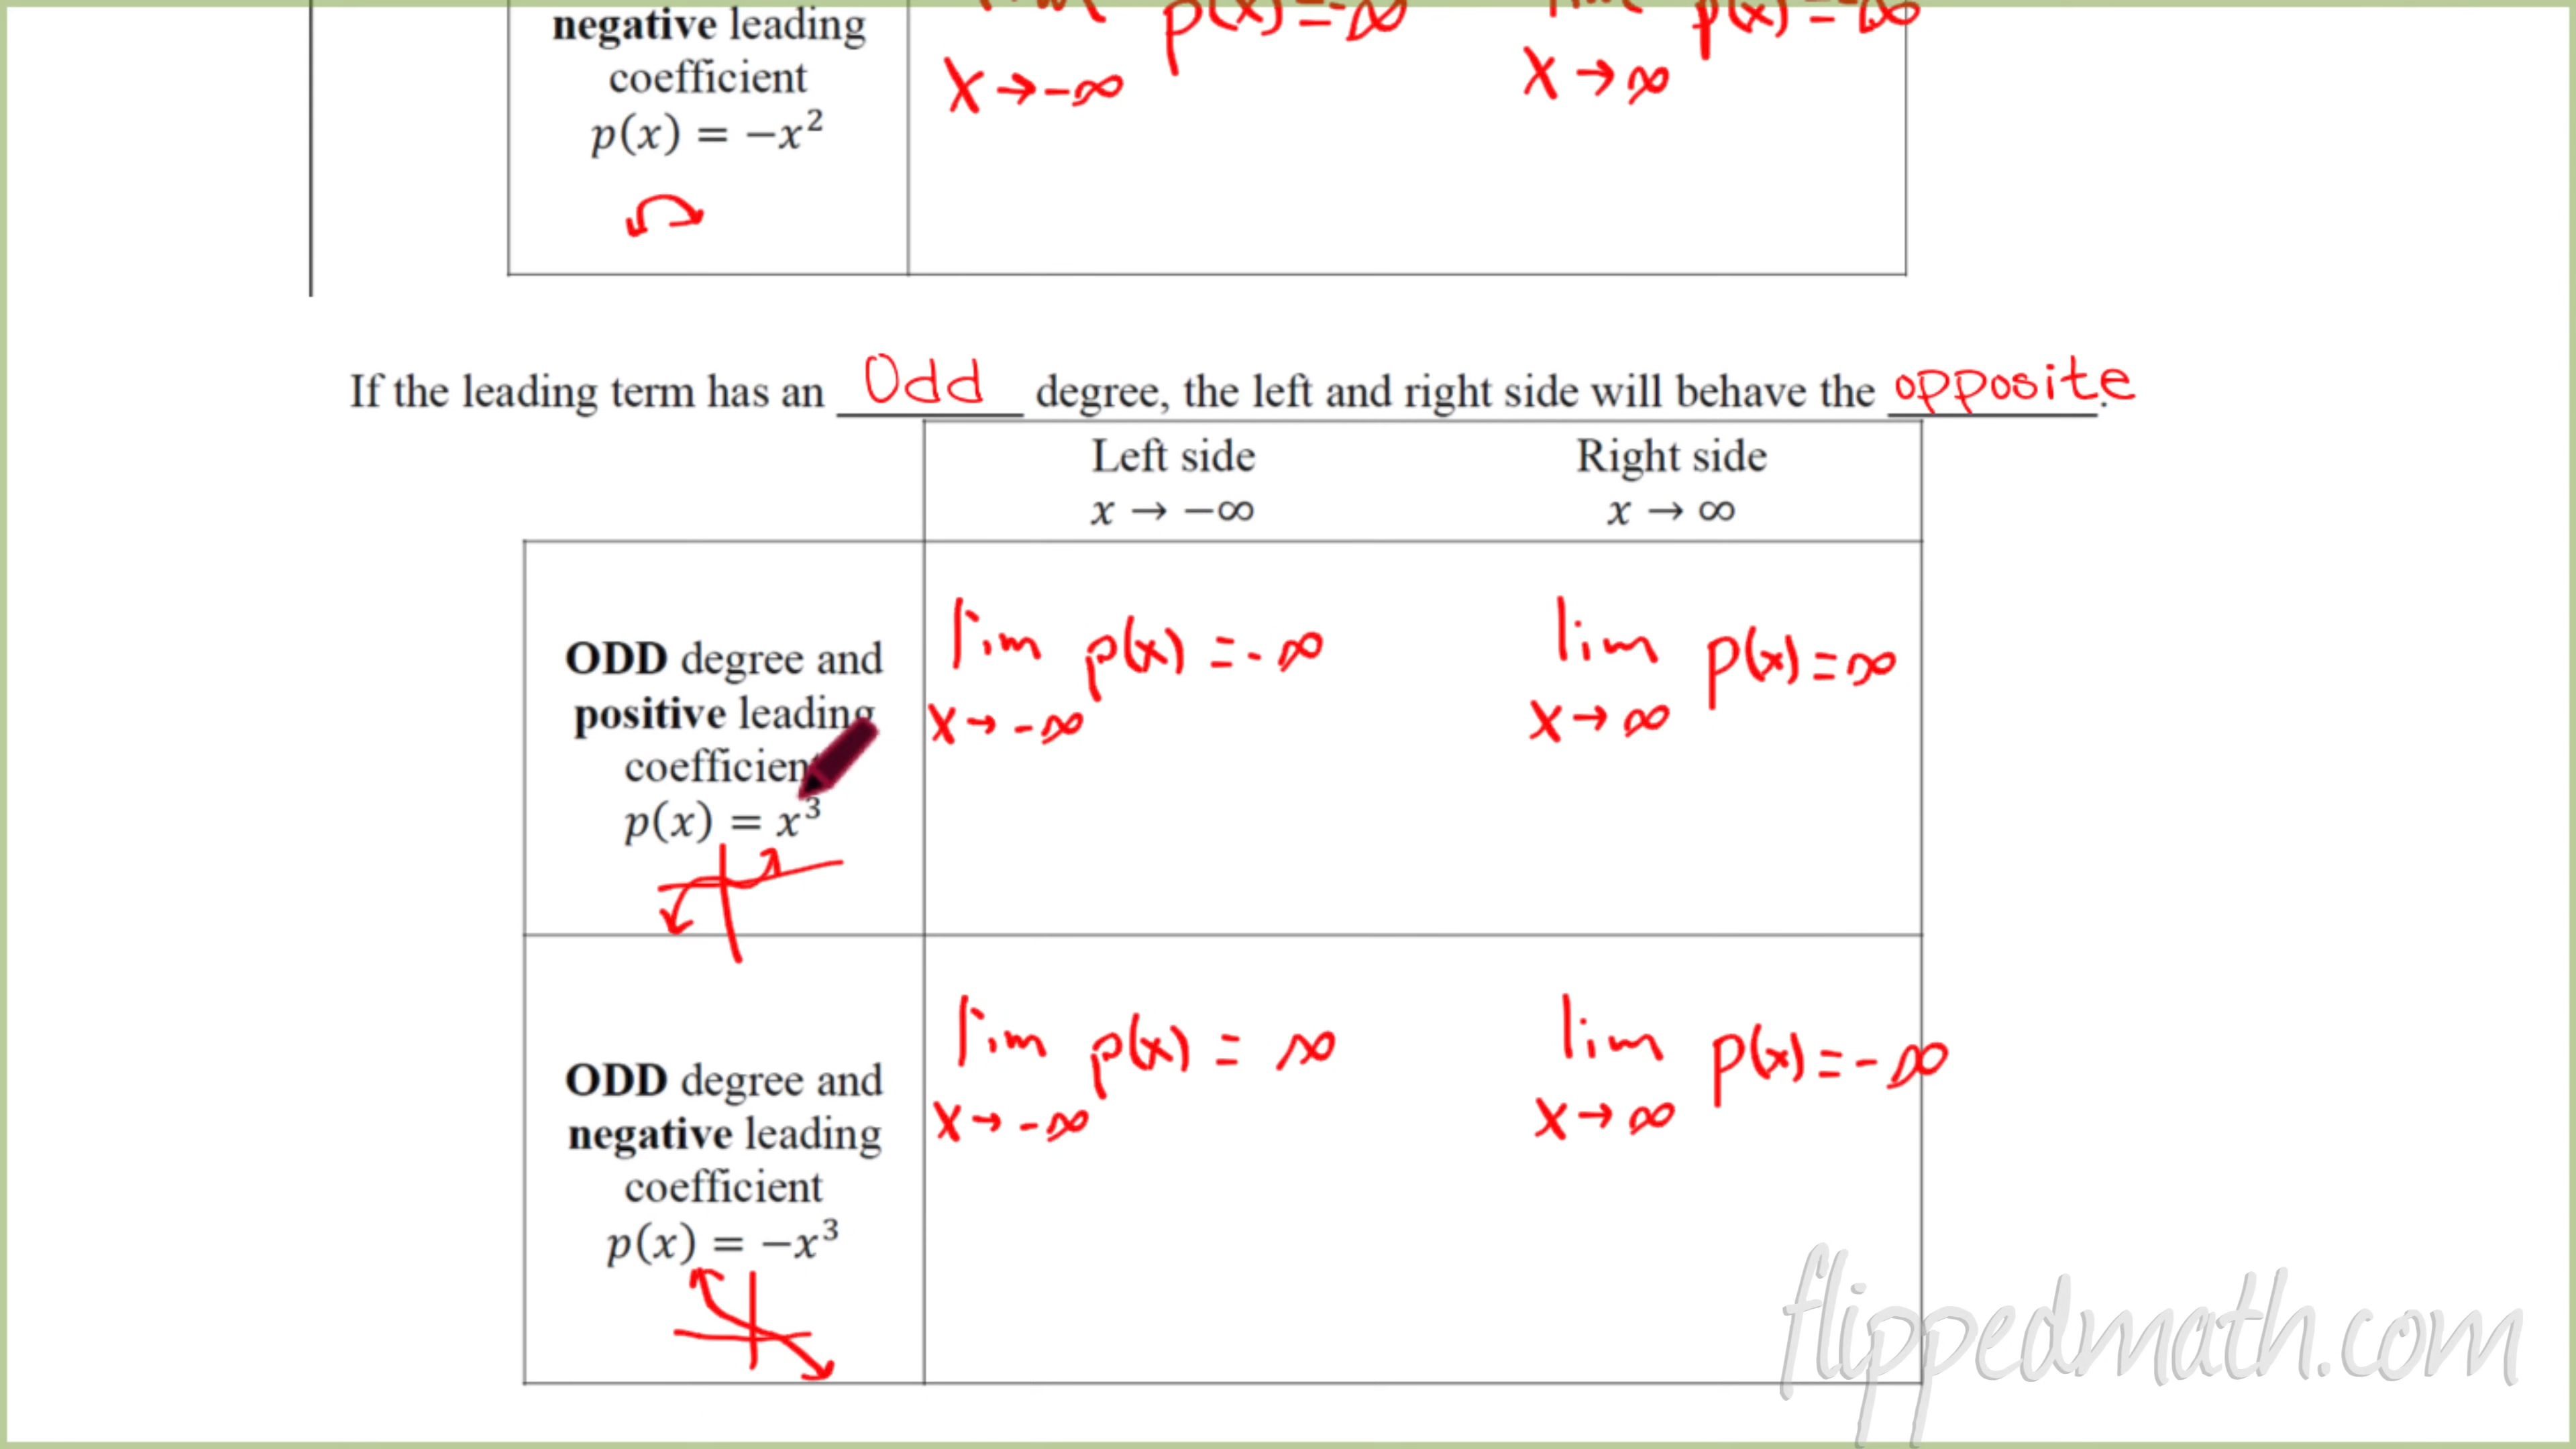 negative leading
coefficient
p(x) = −x²
lim p(x) = -∞
x → -∞
p(x) = -∞
x → ∞
If the leading term has an Odd degree, the left and right side will behave the opposite.
Left side
x → −∞
Right side
x → ∞
ODD degree and
positive leading
coefficient
p(x) = x³
lim p(x) = -∞
x → -∞
lim p(x) = ∞
x → ∞
ODD degree and
negative leading
coefficient
p(x) = −x³
lim p(x) = ∞
x → -∞
lim p(x) = -∞
x → ∞
flippedmath.com